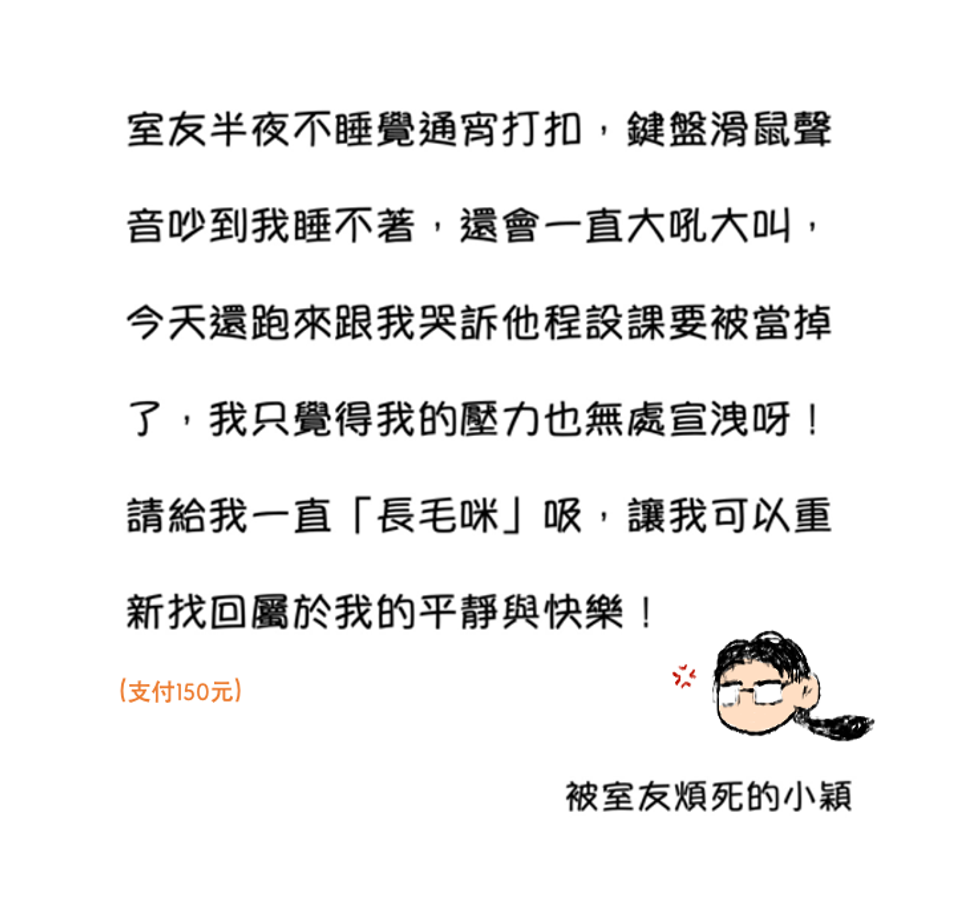 室友半夜不睡覺通宵打扣，鍵盤滑鼠聲
音吵到我睡不著，還會一直大吼大叫，
今天還跑來跟我哭訴他程設課要被當掉
了，我只覺得我的壓力也無處宣洩呀！
請給我一直「長毛咪」吸，讓我可以重
新找回屬於我的平靜與快樂！
(支付150元)
被室友煩死的小穎